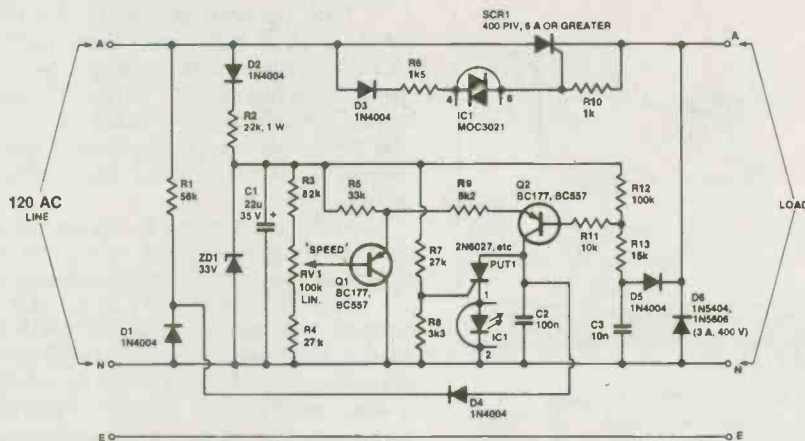 SCR1
400 PIV, 6 A OR GREATER
A
A
D2
1N4004
R6
1k5
D3
1N4004
4
6
IC1
MOC3021
R10
1k
R2
22k, 1 W
R1
56k
120 AC
LINE
C1
22u
35 V
+
R3
82k
R5
33k
R9
8k2
Q2
BC177, BC557
R12
100k
LOAD
R11
10k
R13
15k
ZD1
33V
"SPEED"
RV1
100k
LIN.
Q1
BC177,
BC557
R7
27k
2N6027, etc
PUT1
1
D5
1N4004
D6
1N5404,
1N5606
(3 A, 400 V)
D1
1N4004
R4
27k
R8
3k3
IC1
2
C2
100n
C3
10n
N
N
D4
1N4004
E
E